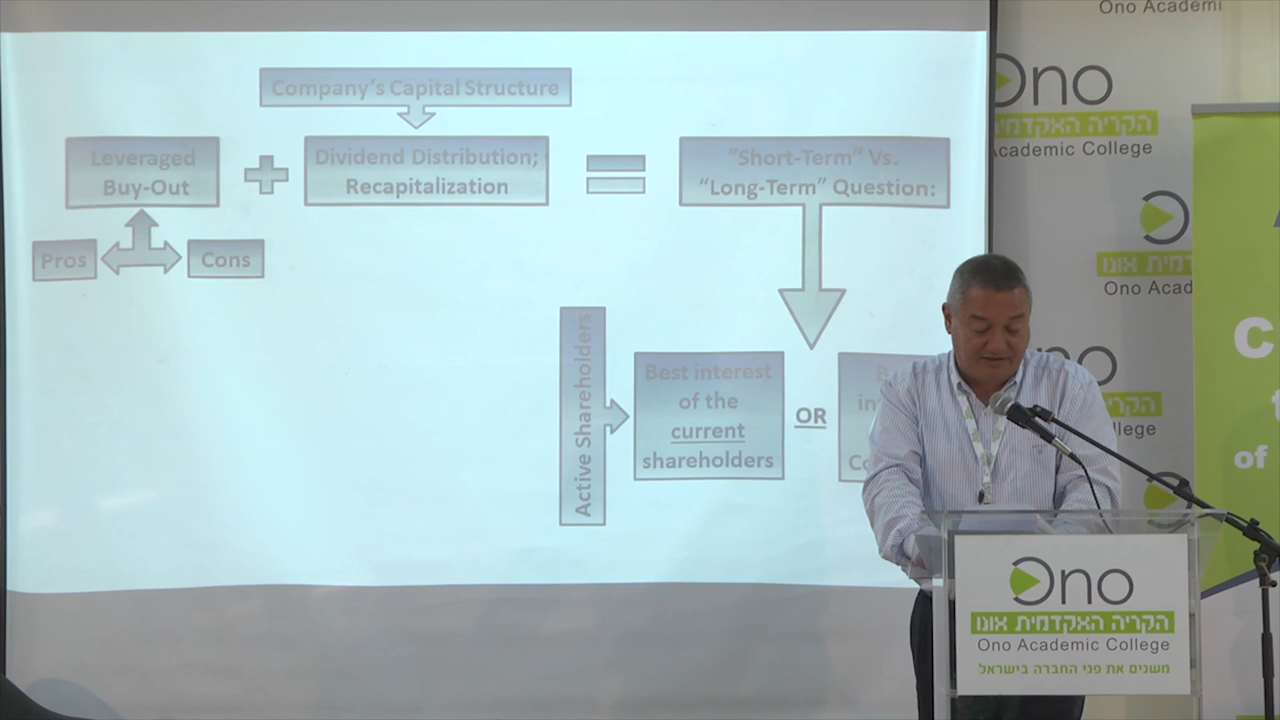 Company's Capital Structure
Leveraged
Buy-Out
Dividend Distribution;
Recapitalization
"Short-Term" Vs.
"Long-Term" Question:
Pros
Cons
Active Shareholders
Best interest
of the
current
shareholders
OR
Ono Academi
Ono
הקריה האקדמית
Academic College
Ono Acad
Ono
הקריה האקדמית אונו
Ono Academic College
משנים את פני החברה בישראל
of